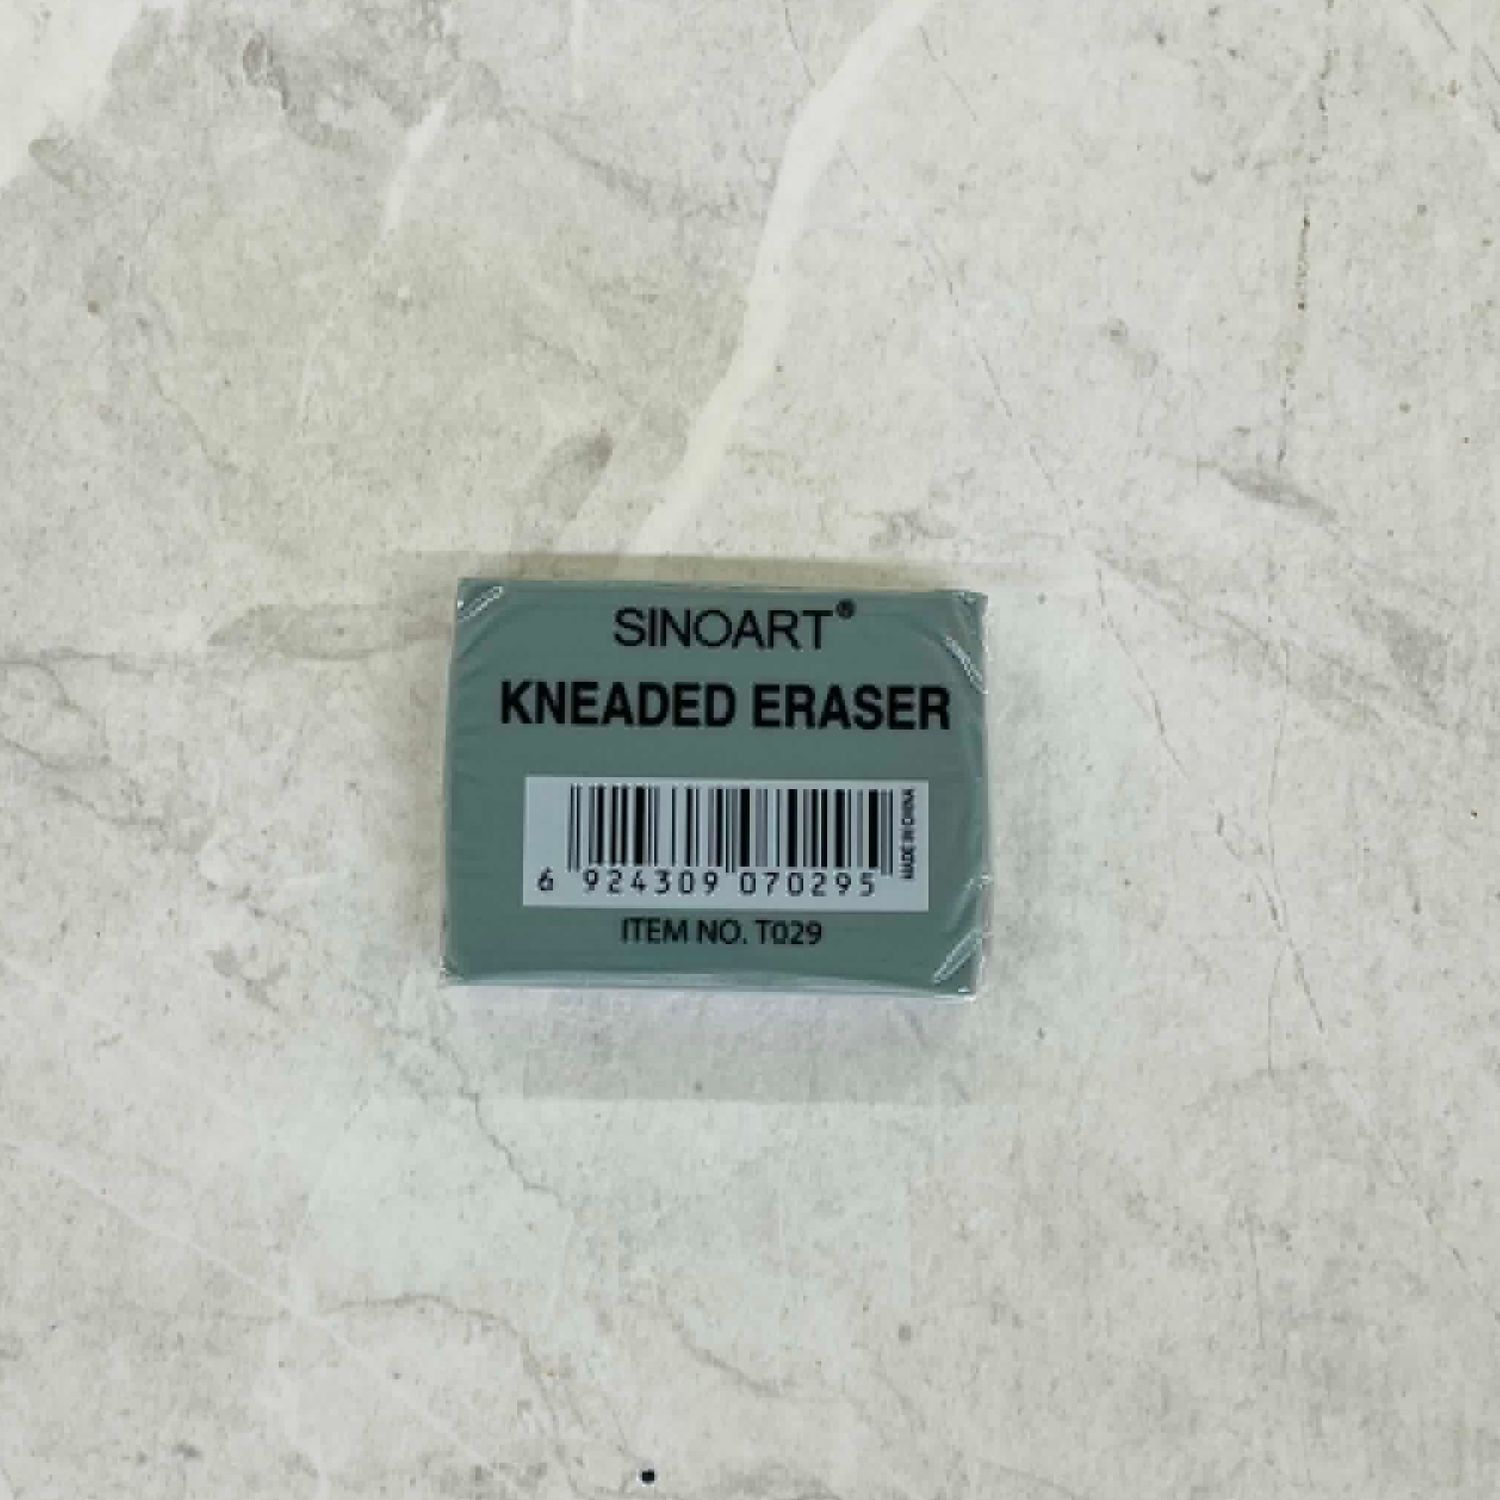 SINOART®
KNEADED ERASER
MADE IN CHINA
6 924309 070295
ITEM NO. T029